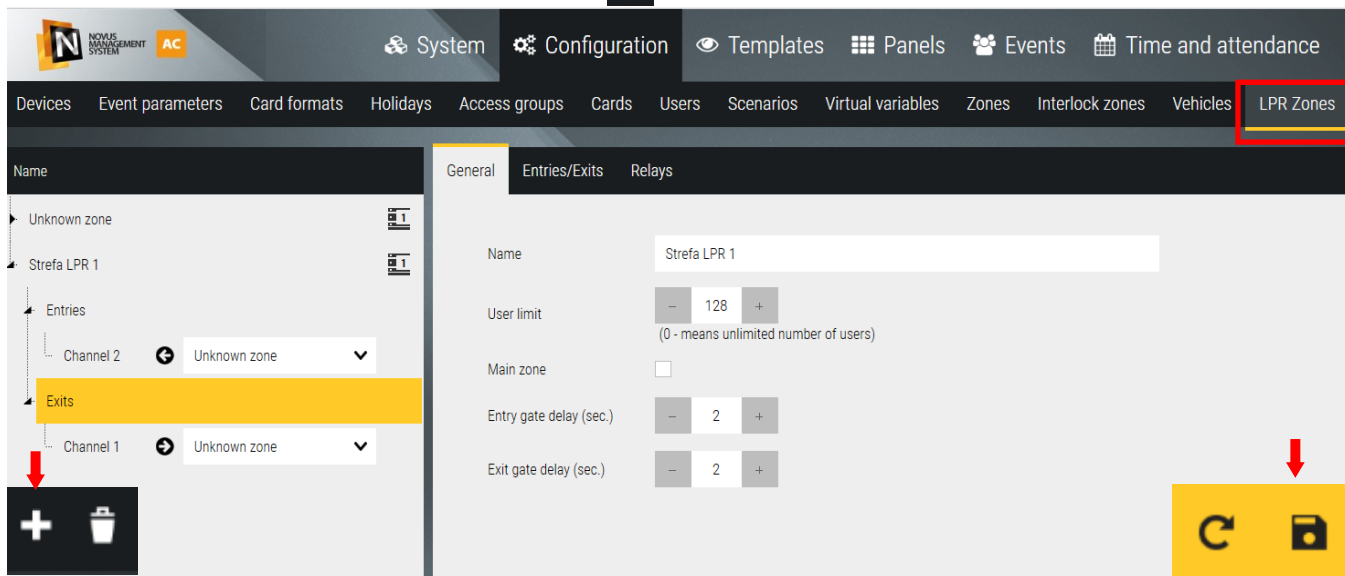 NOVUS
MANAGEMENT
SYSTEM
AC
System Configuration Templates Panels Events Time and attendance
Devices Event parameters Card formats Holidays Access groups Cards Users Scenarios Virtual variables Zones Interlock zones Vehicles LPR Zones
Name
Unknown zone 1
Strefa LPR 1 1
Entries
Channel 2 Unknown zone
Exits
Channel 1 Unknown zone
General Entries/Exits Relays
Name Strefa LPR 1
User limit - 128 +
(0 - means unlimited number of users)
Main zone
Entry gate delay (sec.) - 2 +
Exit gate delay (sec.) - 2 +